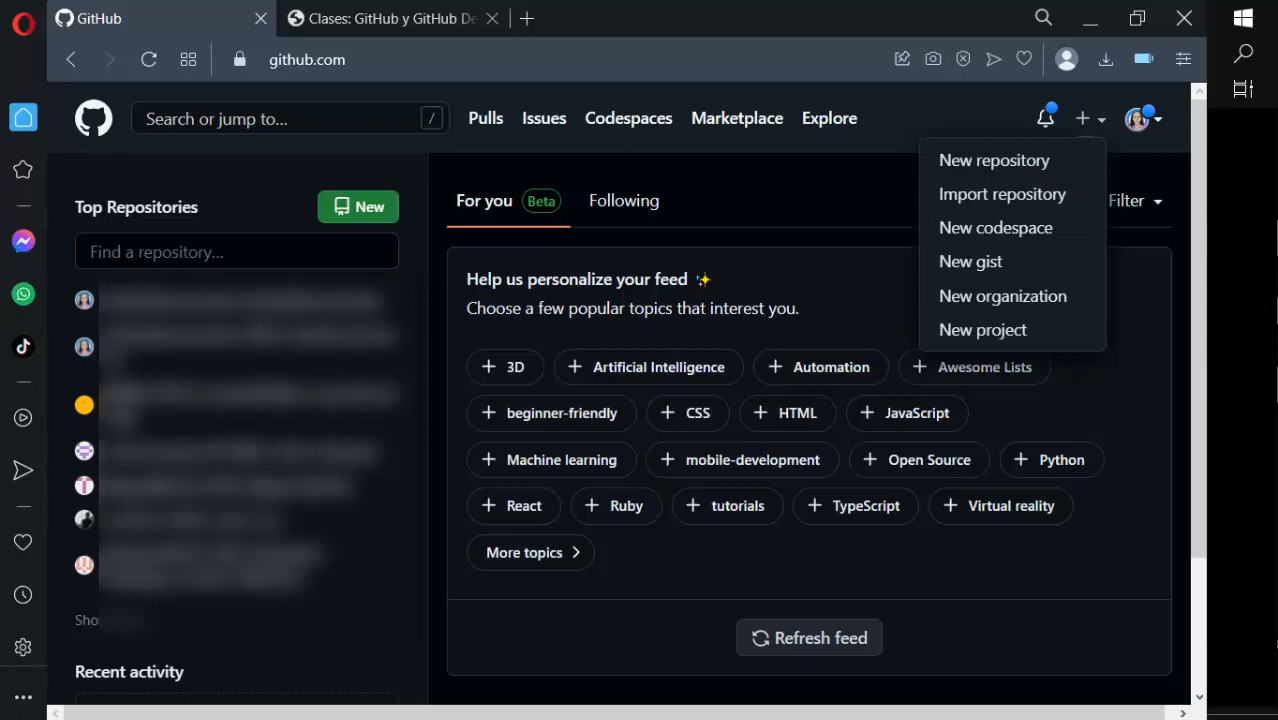 GitHub
Clases: GitHub y GitHub De
github.com
Search or jump to...
/
Pulls
Issues
Codespaces
Marketplace
Explore
New repository
Import repository
New codespace
New gist
New organization
New project
Top Repositories
New
Find a repository...
Sho
Recent activity
For you Beta
Following
Filter
Help us personalize your feed ✨
Choose a few popular topics that interest you.
3D
Artificial Intelligence
Automation
Awesome Lists
beginner-friendly
CSS
HTML
JavaScript
Machine learning
mobile-development
Open Source
Python
React
Ruby
tutorials
TypeScript
Virtual reality
More topics
Refresh feed